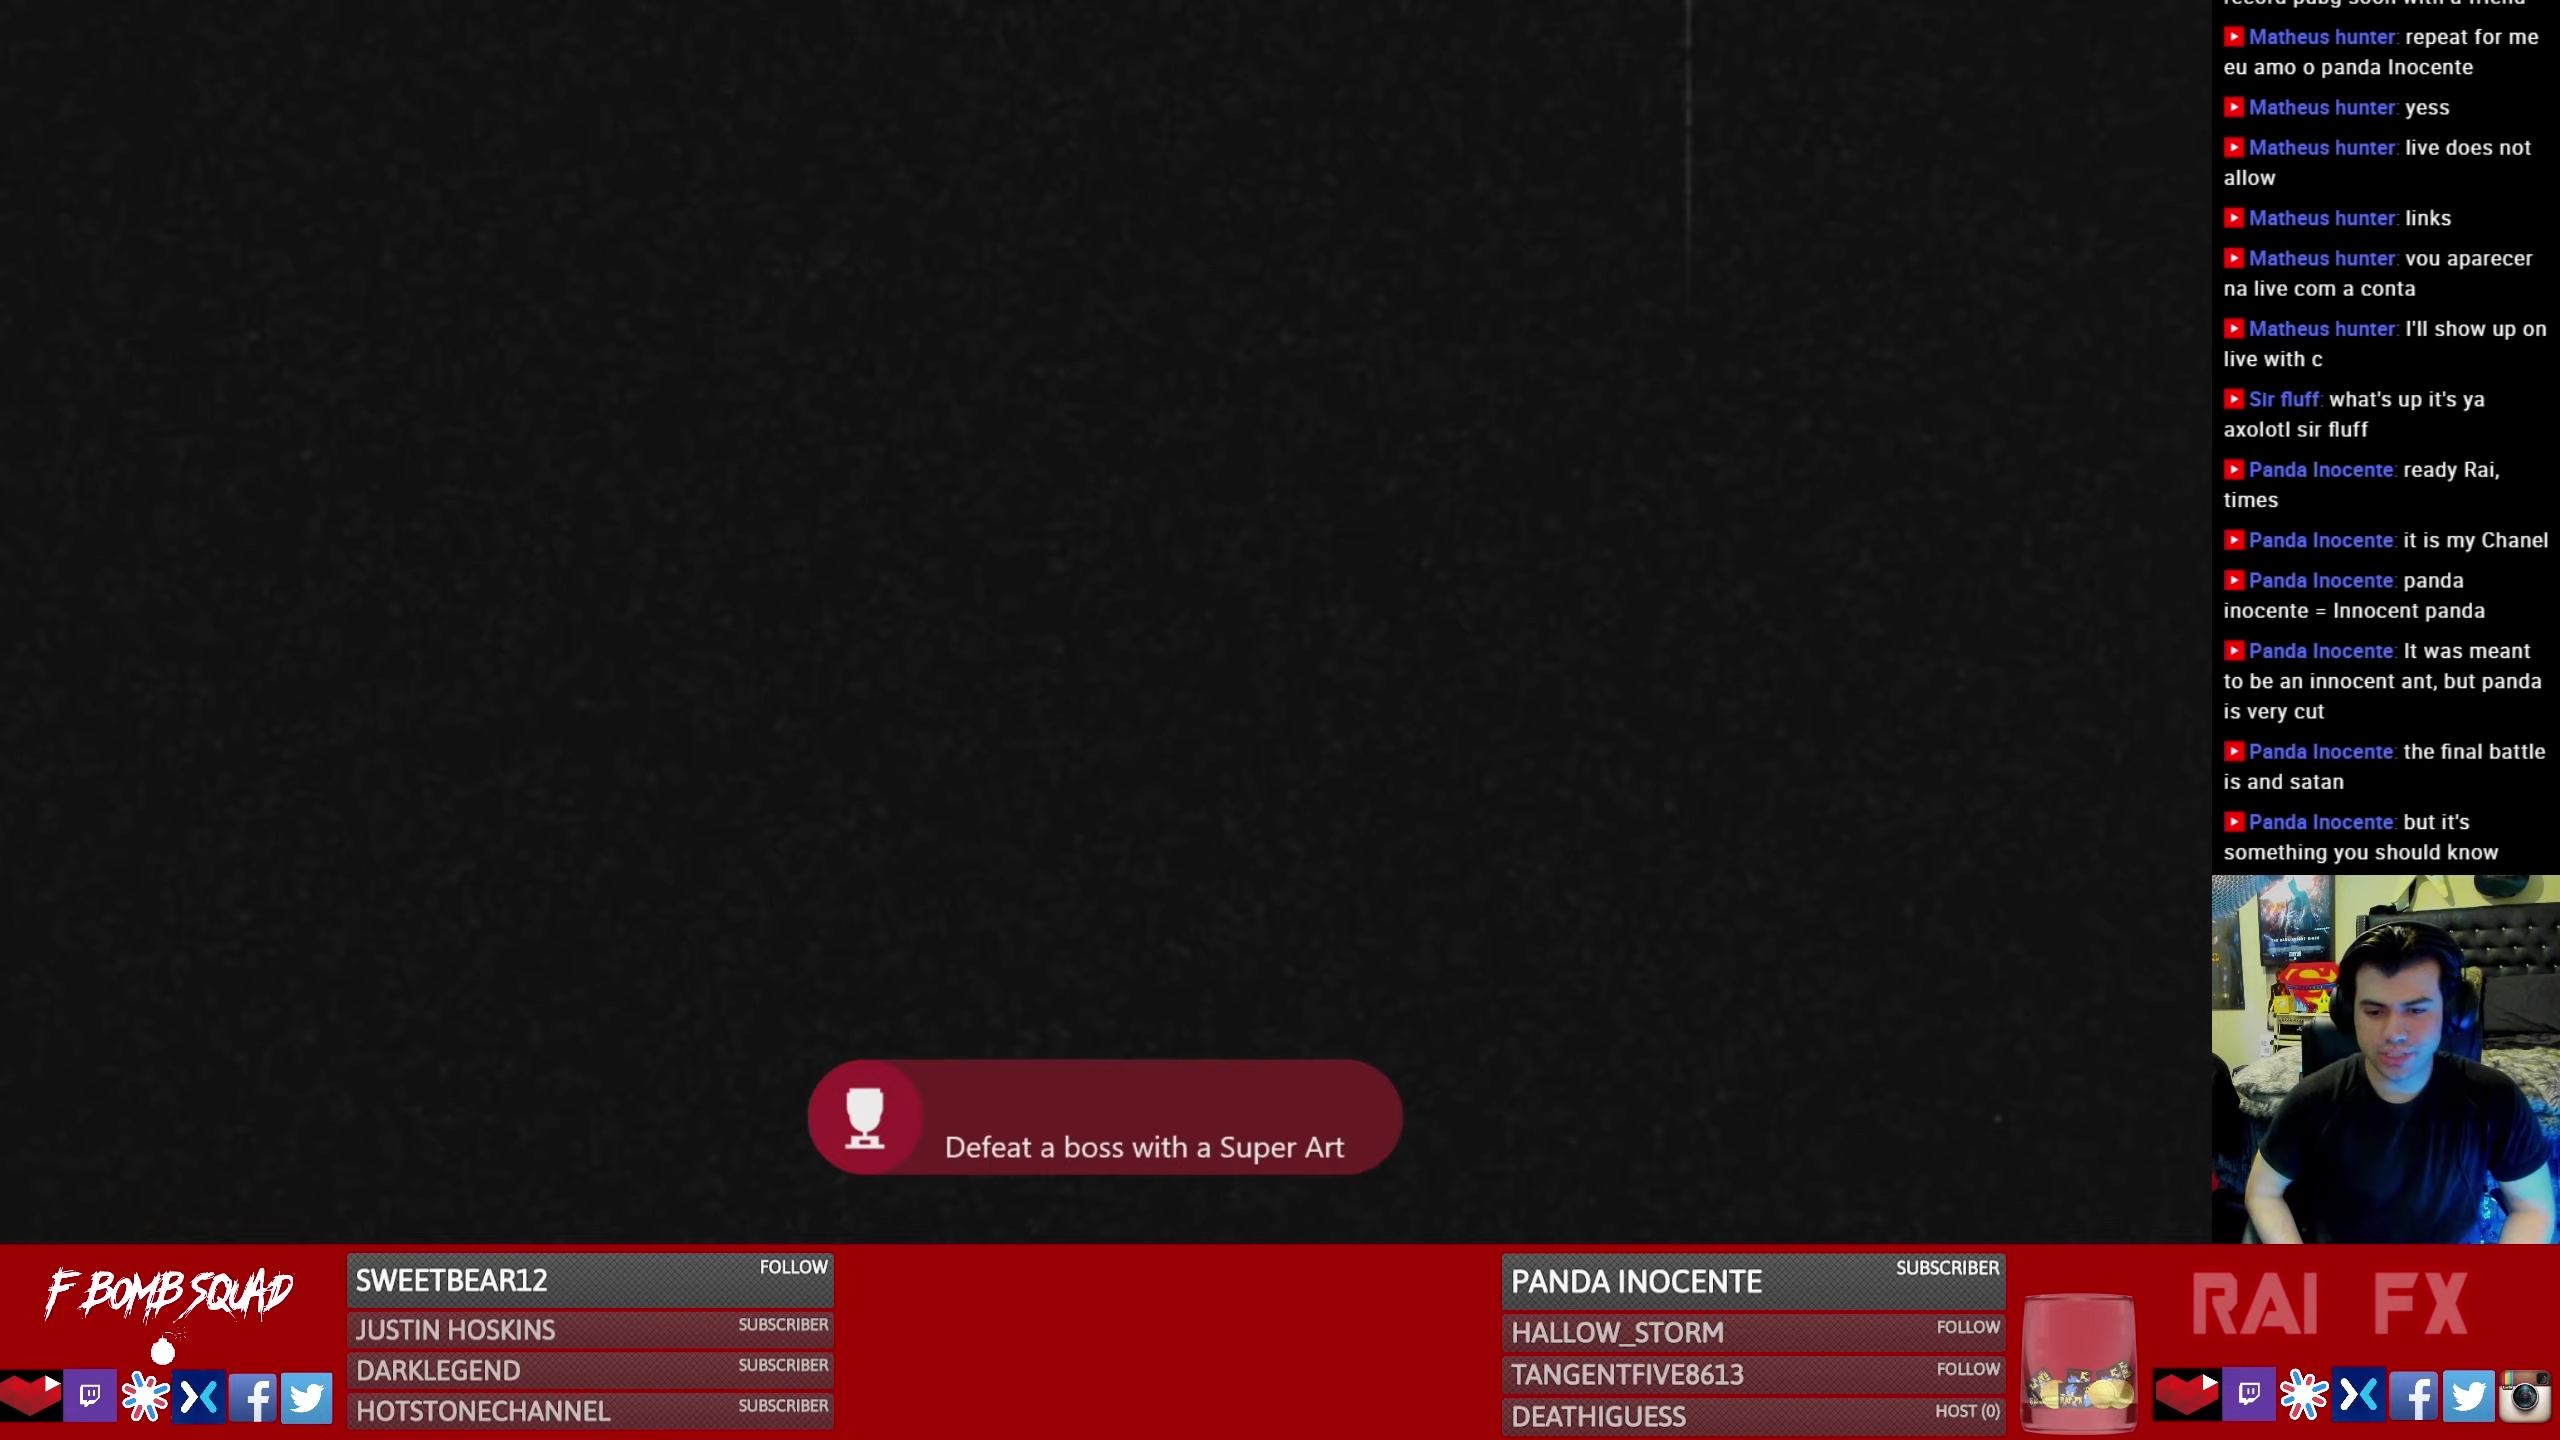 record pubg soon with a friend
Matheus hunter: repeat for me
eu amo o panda Inocente
Matheus hunter: yess
Matheus hunter: live does not
allow
Matheus hunter: links
Matheus hunter: vou aparecer
na live com a conta
Matheus hunter: I'll show up on
live with c
Sir fluff: what's up it's ya
axolotl sir fluff
Panda Inocente: ready Rai,
times
Panda Inocente: it is my Chanel
Panda Inocente: panda
inocente = Innocent panda
Panda Inocente: It was meant
to be an innocent ant, but panda
is very cut
Panda Inocente: the final battle
is and satan
Panda Inocente: but it's
something you should know
Defeat a boss with a Super Art
F BOMB SQUAD
SWEETBEAR12 FOLLOW
JUSTIN HOSKINS SUBSCRIBER
DARKLEGEND SUBSCRIBER
HOTSTONECHANNEL SUBSCRIBER
PANDA INOCENTE SUBSCRIBER
HALLOW_STORM FOLLOW
TANGENTFIVE8613 FOLLOW
DEATHIGUESS HOST (0)
RAI FX